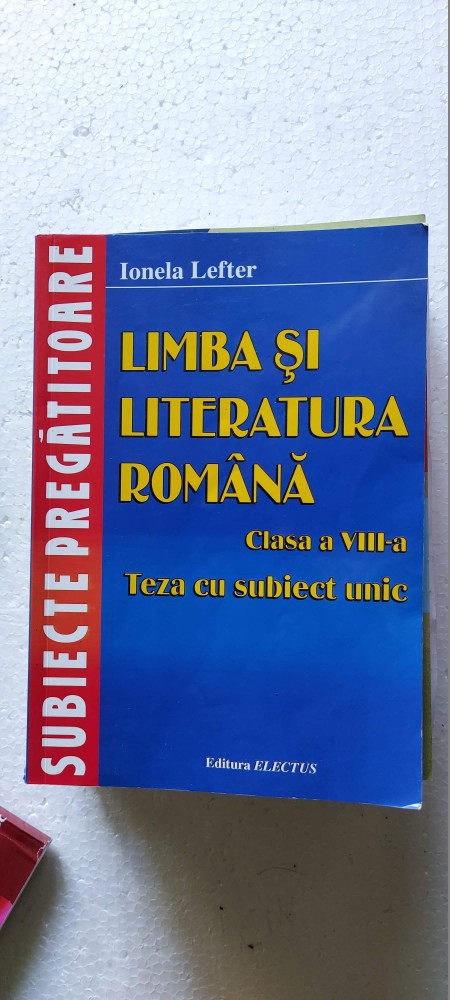 SUBIECTE PREGĂTITOARE
Ionela Lefter
LIMBA ŞI
LITERATURA
ROMÂNĂ
Clasa a VIII-a
Teza cu subiect unic
Editura ELECTUS